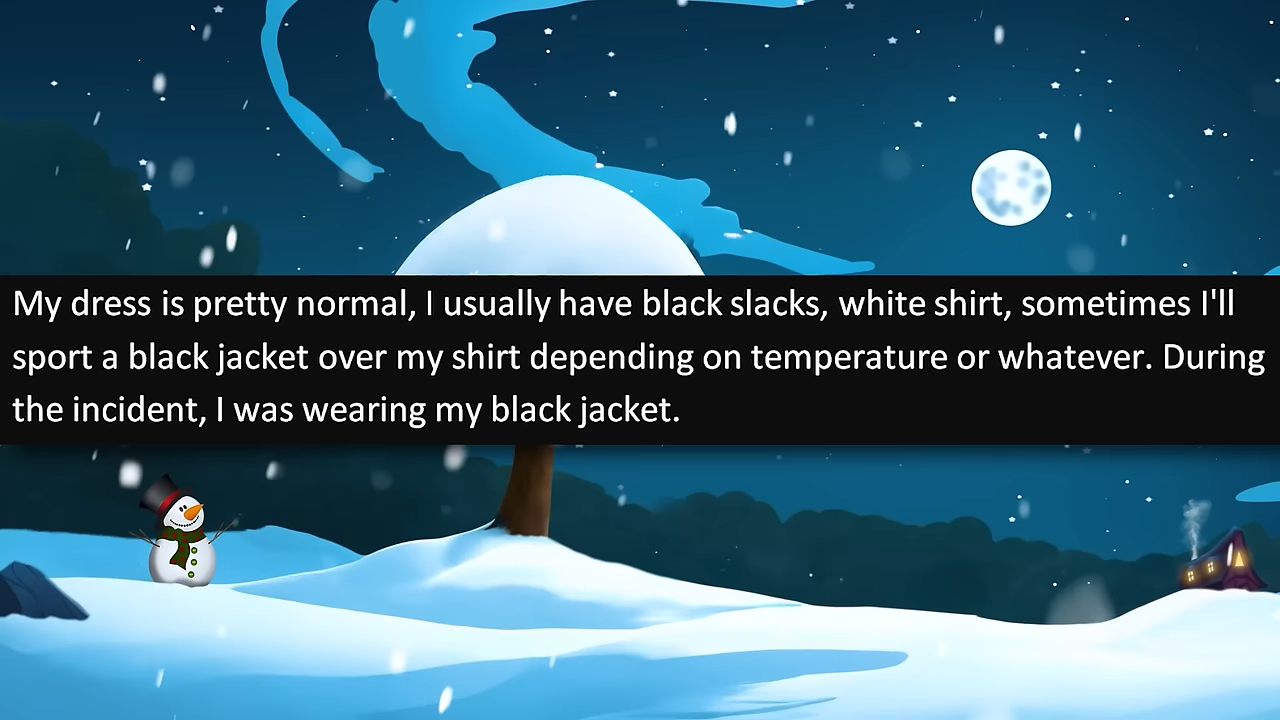 My dress is pretty normal, I usually have black slacks, white shirt, sometimes I'll
sport a black jacket over my shirt depending on temperature or whatever. During
the incident, I was wearing my black jacket.